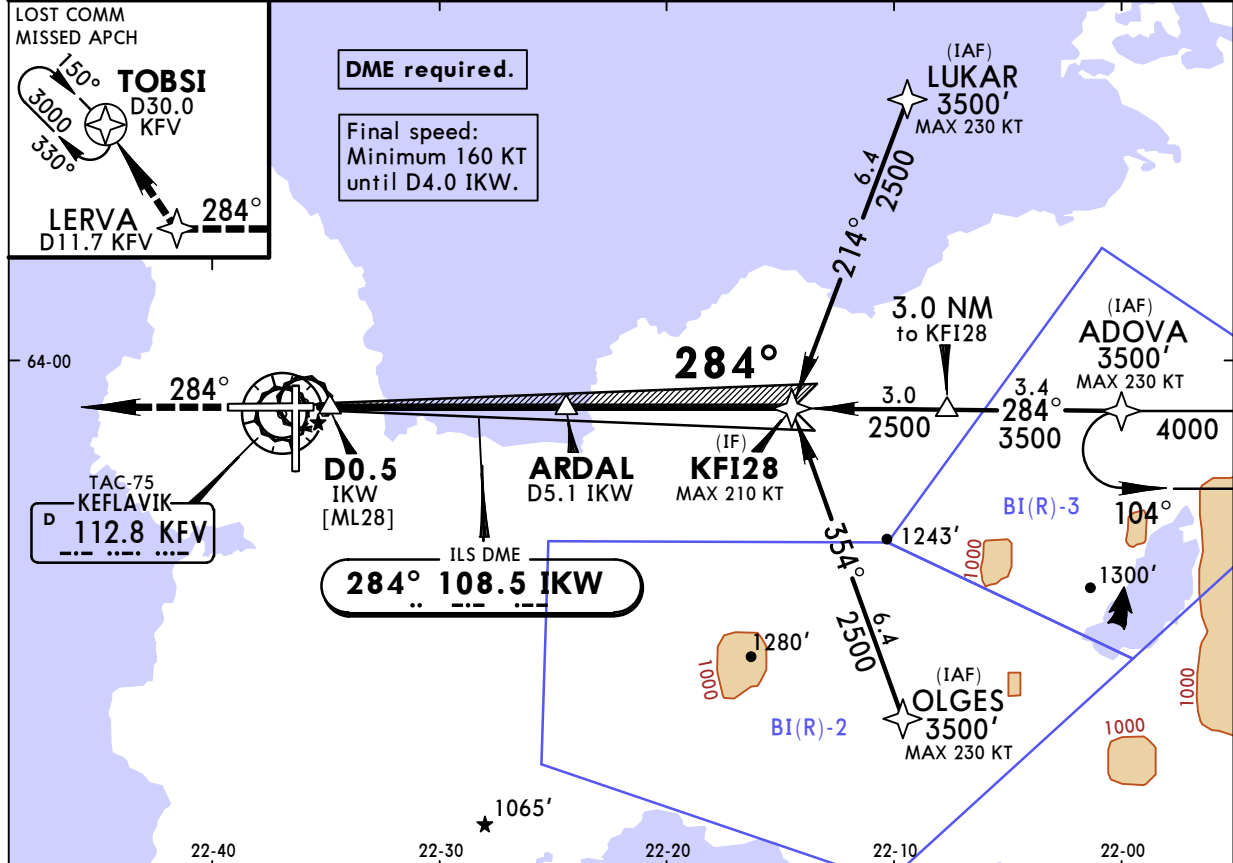 LOST COMM
MISSED APCH
150°
TOBSI
D30.0
KFV
3000
330°
LERVA
D11.7 KFV
284°
DME required.
Final speed:
Minimum 160 KT
until D4.0 IKW.
(IAF)
LUKAR
3500'
MAX 230 KT
6.4
2500
214°
64-00
284°
284°
3.0 NM
to KFI28
(IAF)
ADOVA
3500'
MAX 230 KT
3.0
2500
3.4
284°
3500
4000
104°
D0.5
IKW
[ML28]
ARDAL
D5.1 IKW
(IF)
KFI28
MAX 210 KT
TAC-75
KEFLAVIK
D 112.8 KFV
ILS DME
284° 108.5 IKW
BI(R)-3
1243'
1000
1000
1300'
354°
6.4
2500
1280'
1000
(IAF)
OLGES
3500'
MAX 230 KT
BI(R)-2
1000
1000
1065'
22-40
22-30
22-20
22-10
22-00